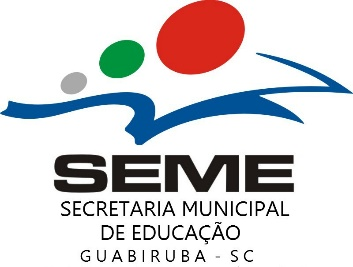 SEME
SECRETARIA MUNICIPAL
DE EDUCAÇÃO
GUABIRUBA - SC